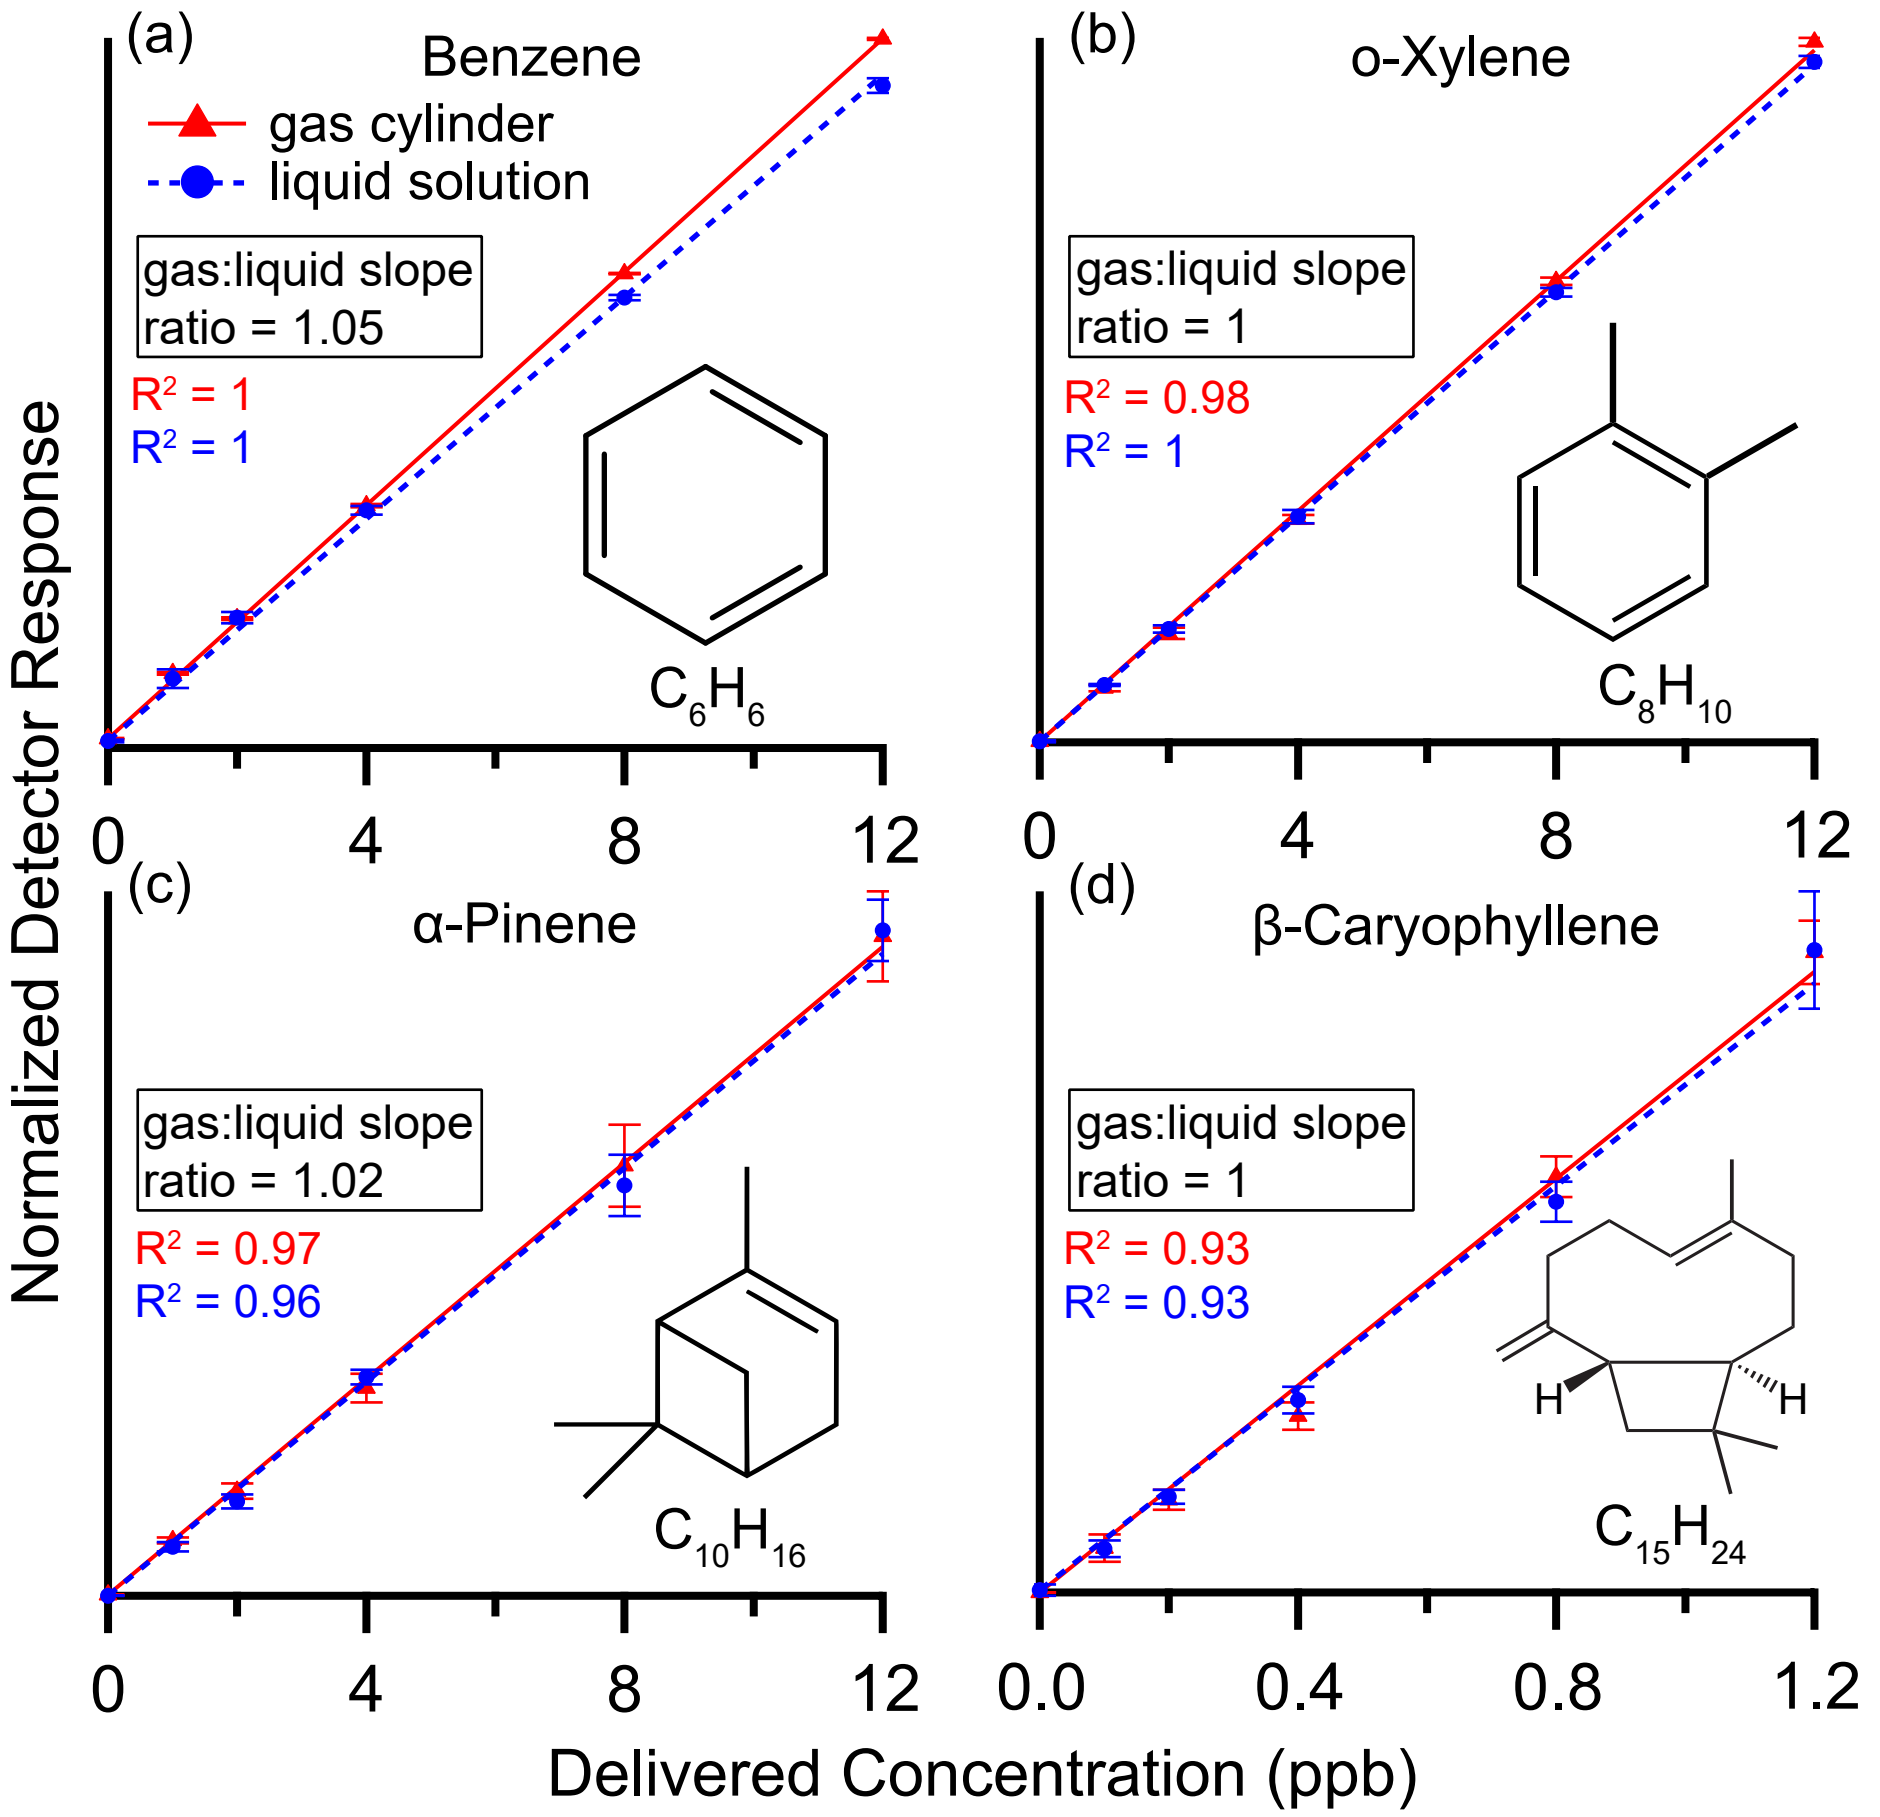 Normalized Detector Response
(a)
Benzene
gas cylinder
liquid solution
gas:liquid slope
ratio = 1.05
R² = 1
R² = 1
C₆H₆
0 4 8 12
(b)
o-Xylene
gas:liquid slope
ratio = 1
R² = 0.98
R² = 1
C₈H₁₀
0 4 8 12
(c)
α-Pinene
gas:liquid slope
ratio = 1.02
R² = 0.97
R² = 0.96
C₁₀H₁₆
0 4 8 12
(d)
β-Caryophyllene
gas:liquid slope
ratio = 1
R² = 0.93
R² = 0.93
H H
C₁₅H₂₄
0.0 0.4 0.8 1.2
Delivered Concentration (ppb)